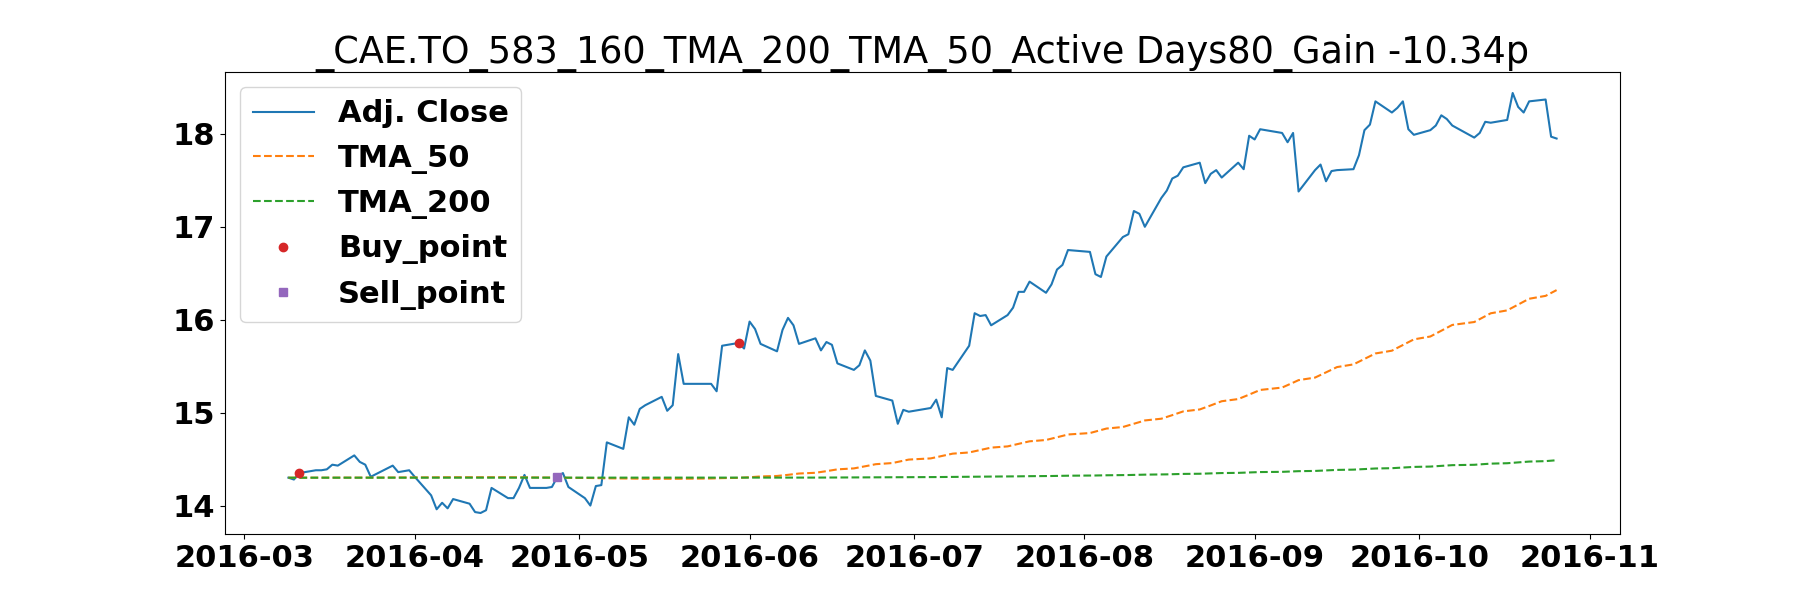 _CAE.TO_583_160_TMA_200_TMA_50_Active Days80_Gain -10.34p
Adj. Close
TMA_50
TMA_200
Buy_point
Sell_point
18
17
16
15
14
2016-03 2016-04 2016-05 2016-06 2016-07 2016-08 2016-09 2016-10 2016-11